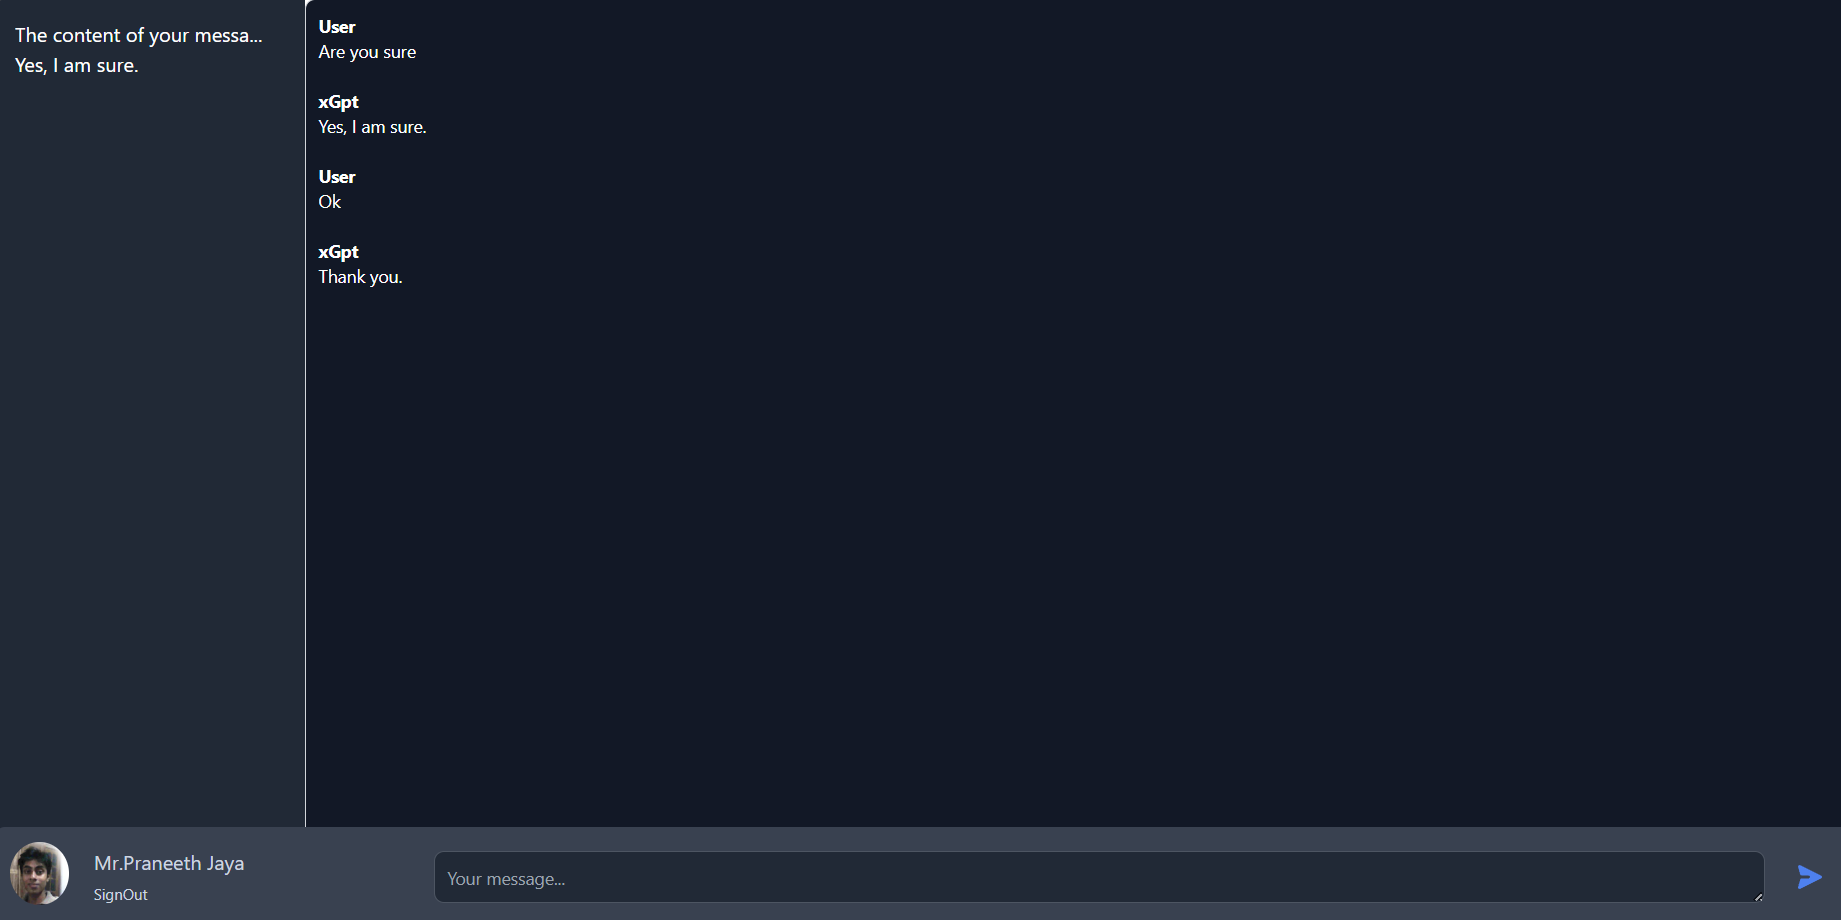 The content of your messa...
Yes, I am sure.
User
Are you sure
xGpt
Yes, I am sure.
User
Ok
xGpt
Thank you.
Mr.Praneeth Jaya
SignOut
Your message...